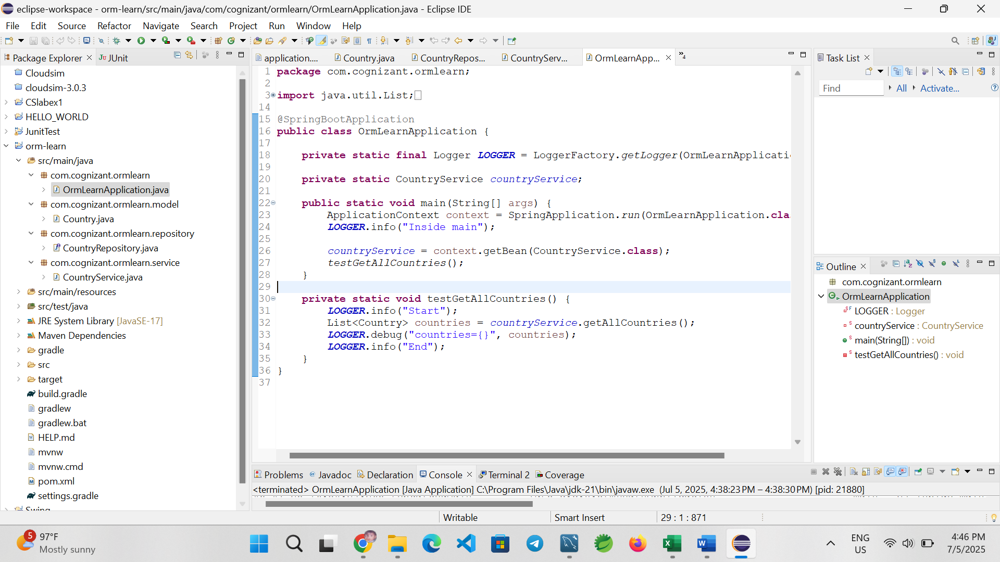 eclipse-workspace - orm-learn/src/main/java/com/cognizant/ormlearn/OrmLearnApplication.java - Eclipse IDE
File Edit Source Refactor Navigate Search Project Run Window Help
Package Explorer
JUnit
Cloudsim
cloudsim-3.0.3
CSlabex1
HELLO_WORLD
JunitTest
orm-learn
src/main/java
com.cognizant.ormlearn
OrmLearnApplication.java
com.cognizant.ormlearn.model
Country.java
com.cognizant.ormlearn.repository
CountryRepository.java
com.cognizant.ormlearn.service
CountryService.java
src/main/resources
src/test/java
JRE System Library [JavaSE-17]
Maven Dependencies
gradle
src
target
build.gradle
gradlew
gradlew.bat
HELP.md
mvnw
mvnw.cmd
pom.xml
settings.gradle
Swing
application.... Country.java CountryRepos... CountryServ... OrmLearnApp... »4
1 package com.cognizant.ormlearn;
2
3 import java.util.List;
14
15 @SpringBootApplication
16 public class OrmLearnApplication {
17
18 private static final Logger LOGGER = LoggerFactory.getLogger(OrmLearnApplicati
19
20 private static CountryService countryService;
21
22 public static void main(String[] args) {
23 ApplicationContext context = SpringApplication.run(OrmLearnApplication.cla
24 LOGGER.info("Inside main");
25
26 countryService = context.getBean(CountryService.class);
27 testGetAllCountries();
28 }
29
30 private static void testGetAllCountries() {
31 LOGGER.info("Start");
32 List<Country> countries = countryService.getAllCountries();
33 LOGGER.debug("countries={}", countries);
34 LOGGER.info("End");
35 }
36 }
37
Task List
Find All Activate...
Outline
com.cognizant.ormlearn
OrmLearnApplication
LOGGER : Logger
countryService : CountryService
main(String[]) : void
testGetAllCountries() : void
Problems Javadoc Declaration Console Terminal 2 Coverage
<terminated> OrmLearnApplication [Java Application] C:\Program Files\Java\jdk-21\bin\javaw.exe (Jul 5, 2025, 4:38:23 PM – 4:38:30 PM) [pid: 21880]
Writable Smart Insert 29 : 1 : 871
5
97°F
Mostly sunny
ENG
US
4:46 PM
7/5/2025